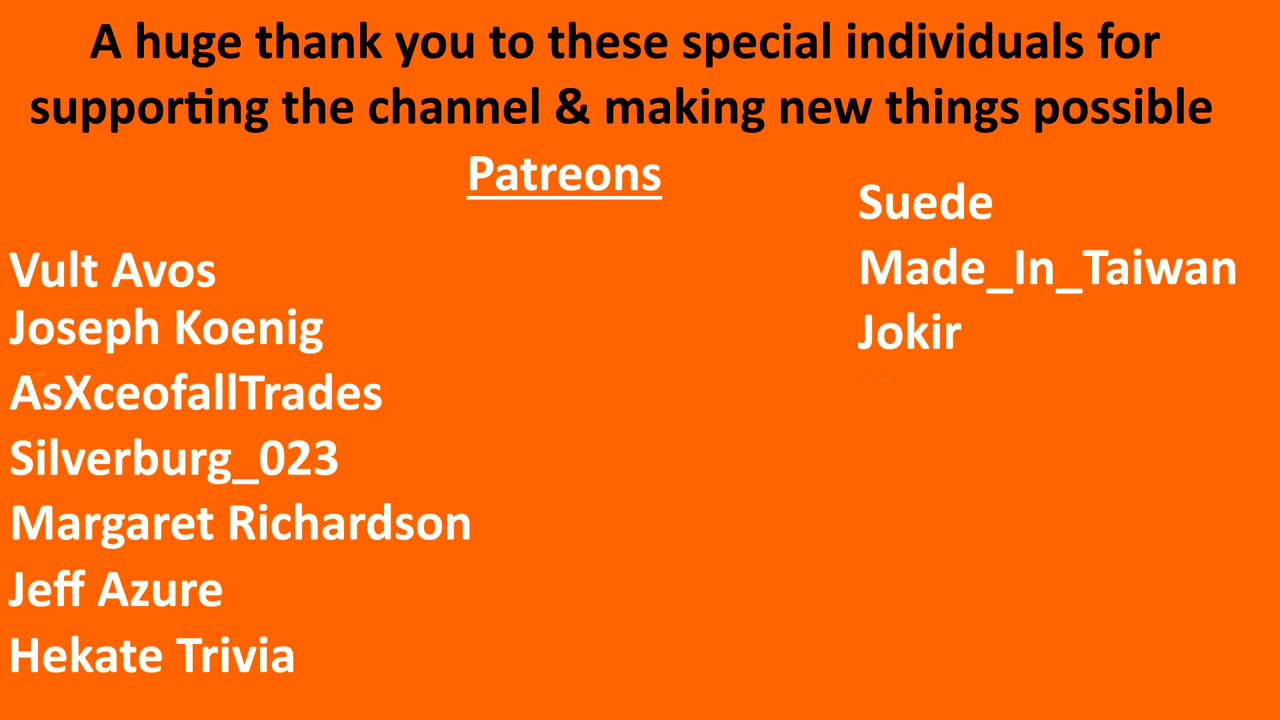 A huge thank you to these special individuals for
supporting the channel & making new things possible
Patreons
Vult Avos
Joseph Koenig
AsXceofallTrades
Silverburg_023
Margaret Richardson
Jeff Azure
Hekate Trivia
Suede
Made_In_Taiwan
Jokir